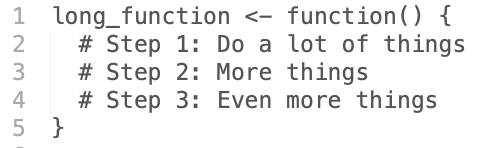 1 long_function <- function() {
2   # Step 1: Do a lot of things
3   # Step 2: More things
4   # Step 3: Even more things
5 }